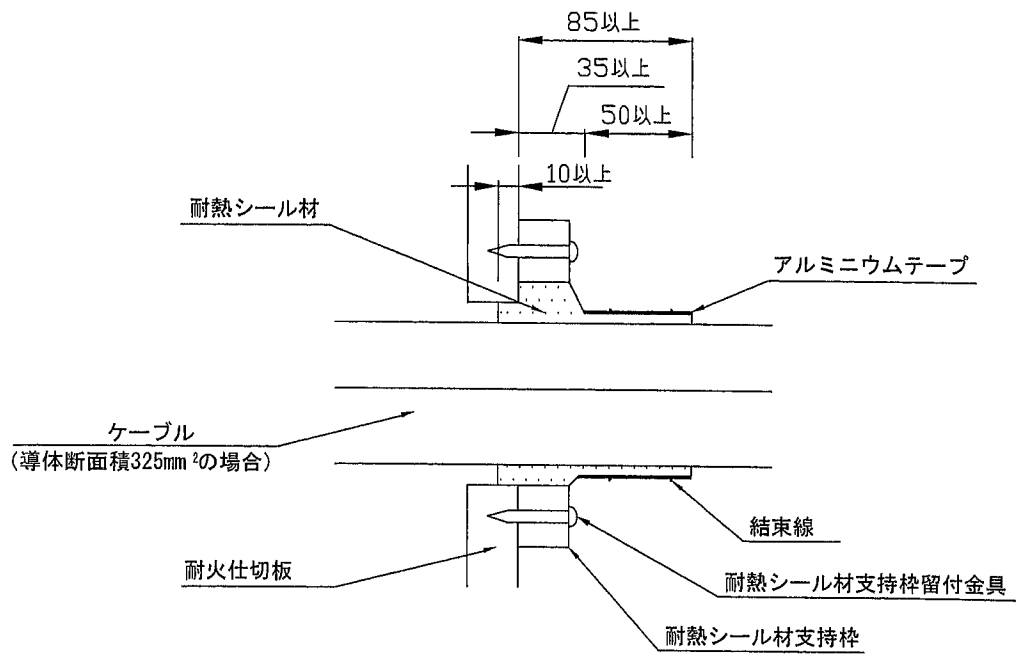 85以上
35以上
50以上
10以上
耐熱シール材
アルミニウムテープ
ケーブル
(導体断面積325mm²の場合)
結束線
耐火仕切板
耐熱シール材支持枠留付金具
耐熱シール材支持枠